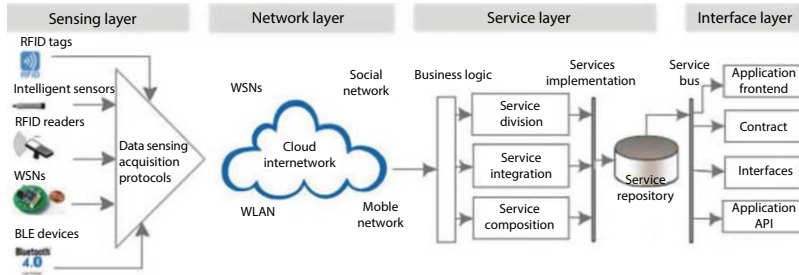 Sensing layer
Network layer
Service layer
Interface layer
RFID tags
RFID
Intelligent sensors
RFID readers
WSNs
BLE devices
Bluetooth
4.0
Data sensing
acquisition
protocols
WSNs
Social
network
Cloud
internetwork
WLAN
Moble
network
Business logic
Service
division
Service
integration
Service
composition
Services
implementation
Service
repository
Service
bus
Application
frontend
Contract
Interfaces
Application
API